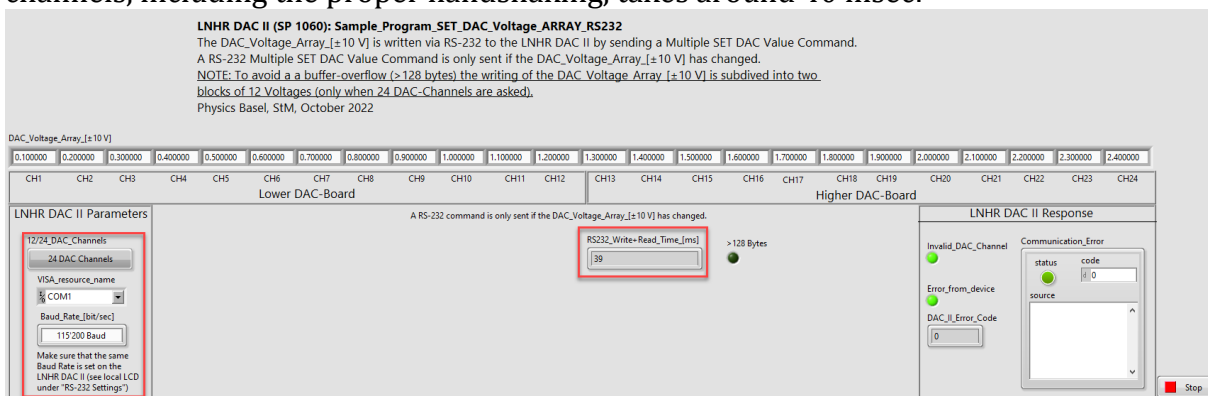 channels, including the proper handshaking, takes around 40 msec.
LNHR DAC II (SP 1060): Sample_Program_SET_DAC_Voltage_ARRAY_RS232
The DAC_Voltage_Array_[±10 V] is written via RS-232 to the LNHR DAC II by sending a Multiple SET DAC Value Command.
A RS-232 Multiple SET DAC Value Command is only sent if the DAC_Voltage_Array_[±10 V] has changed.
NOTE: To avoid a a buffer-overflow (>128 bytes) the writing of the DAC_Voltage_Array_[±10 V] is subdived into two
blocks of 12 Voltages (only when 24 DAC-Channels are asked).
Physics Basel, StM, October 2022
DAC_Voltage_Array_[±10 V]
0.100000 0.200000 0.300000 0.400000 0.500000 0.600000 0.700000 0.800000 0.900000 1.000000 1.100000 1.200000 1.300000 1.400000 1.500000 1.600000 1.700000 1.800000 1.900000 2.000000 2.100000 2.200000 2.300000 2.400000
CH1 CH2 CH3 CH4 CH5 CH6 CH7 CH8 CH9 CH10 CH11 CH12 CH13 CH14 CH15 CH16 CH17 CH18 CH19 CH20 CH21 CH22 CH23 CH24
Lower DAC-Board Higher DAC-Board
LNHR DAC II Parameters
12/24_DAC_Channels
24 DAC Channels
VISA_resource_name
COM1
Baud_Rate_[bit/sec]
115'200 Baud
Make sure that the same
Baud Rate is set on the
LNHR DAC II (see local LCD
under "RS-232 Settings")
A RS-232 command is only sent if the DAC_Voltage_Array_[±10 V] has changed.
RS232_Write+Read_Time_[ms]
39
>128 Bytes
LNHR DAC II Response
Invalid_DAC_Channel
Error_from_device
DAC_II_Error_Code
0
Communication_Error
status code
d 0
source
Stop